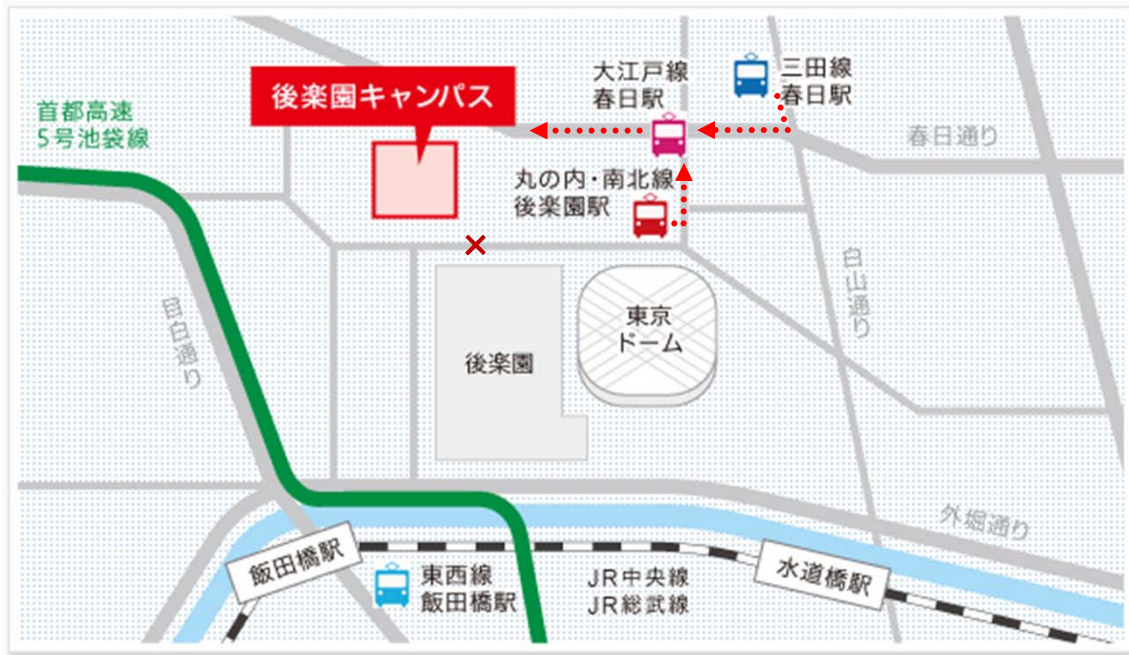 大江戸線
春日駅
三田線
春日駅
後楽園キャンパス
首都高速
5号池袋線
春日通り
丸の内・南北線
後楽園駅
×
目白通り
白山通り
東京
ドーム
後楽園
外堀通り
飯田橋駅
東西線
飯田橋駅
JR中央線
JR総武線
水道橋駅